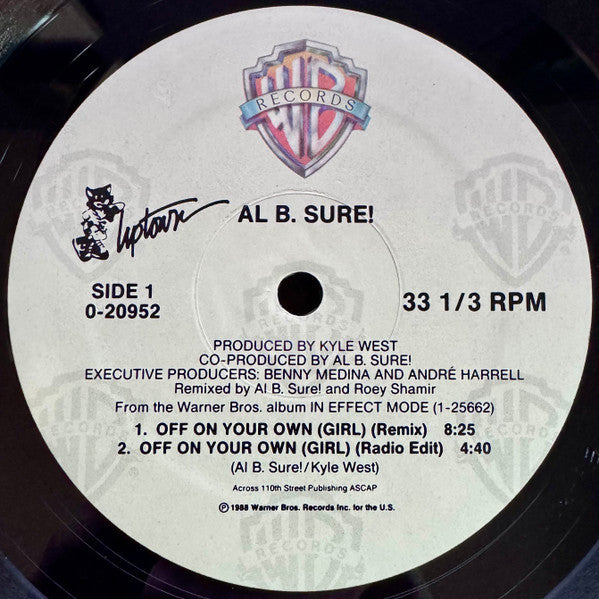 WB
RECORDS
Uptown
AL B. SURE!
SIDE 1
0-20952
33 1/3 RPM
PRODUCED BY KYLE WEST
CO-PRODUCED BY AL B. SURE!
EXECUTIVE PRODUCERS: BENNY MEDINA AND ANDRÉ HARRELL
Remixed by Al B. Sure! and Roey Shamir
From the Warner Bros. album IN EFFECT MODE (1-25662)
1. OFF ON YOUR OWN (GIRL) (Remix) 8:25
2. OFF ON YOUR OWN (GIRL) (Radio Edit) 4:40
(Al B. Sure!/Kyle West)
Across 110th Street Publishing ASCAP
℗ 1988 Warner Bros. Records Inc. for the U.S.